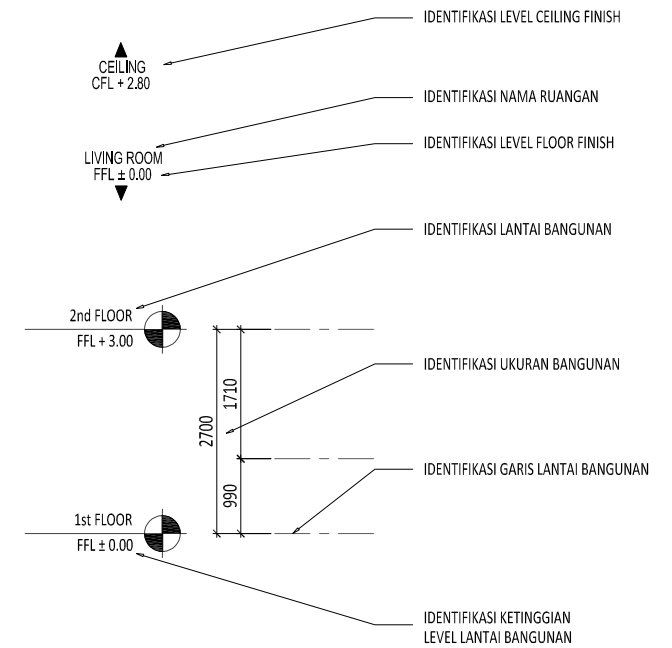 IDENTIFIKASI LEVEL CEILING FINISH
CEILING
CFL + 2.80
IDENTIFIKASI NAMA RUANGAN
IDENTIFIKASI LEVEL FLOOR FINISH
LIVING ROOM
FFL ± 0.00
IDENTIFIKASI LANTAI BANGUNAN
2nd FLOOR
FFL + 3.00
IDENTIFIKASI UKURAN BANGUNAN
1710
2700
990
IDENTIFIKASI GARIS LANTAI BANGUNAN
1st FLOOR
FFL ± 0.00
IDENTIFIKASI KETINGGIAN
LEVEL LANTAI BANGUNAN